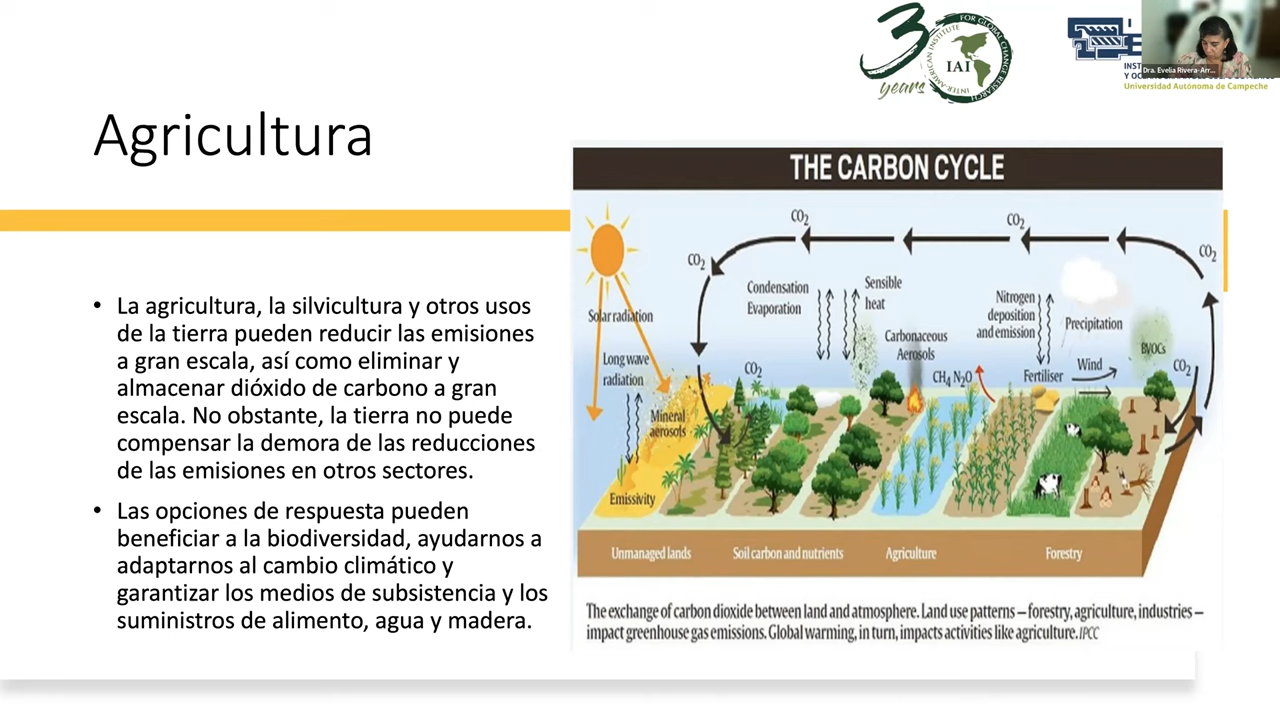 30
years
INTER-AMERICAN INSTITUTE
FOR GLOBAL CHANGE RESEARCH
IAI
INST
Y OC
Universidad Autónoma de Campeche
Dra. Evelia Rivera-Arr...
Agricultura
• La agricultura, la silvicultura y otros usos
de la tierra pueden reducir las emisiones
a gran escala, así como eliminar y
almacenar dióxido de carbono a gran
escala. No obstante, la tierra no puede
compensar la demora de las reducciones
de las emisiones en otros sectores.
• Las opciones de respuesta pueden
beneficiar a la biodiversidad, ayudarnos a
adaptarnos al cambio climático y
garantizar los medios de subsistencia y los
suministros de alimento, agua y madera.
THE CARBON CYCLE
CO₂
CO₂
CO₂
CO₂
Solar radiation
Condensation
Evaporation
Sensible
heat
Nitrogen
deposition
and emission
Precipitation
BVOCs
Long wave
radiation
CO₂
Carbonaceous
Aerosols
CH₄ N₂O
Fertiliser
Wind
CO₂
Mineral
aerosols
Emissivity
Unmanaged lands
Soil carbon and nutrients
Agriculture
Forestry
The exchange of carbon dioxide between land and atmosphere. Land use patterns – forestry, agriculture, industries –
impact greenhouse gas emissions. Global warming, in turn, impacts activities like agriculture. IPCC